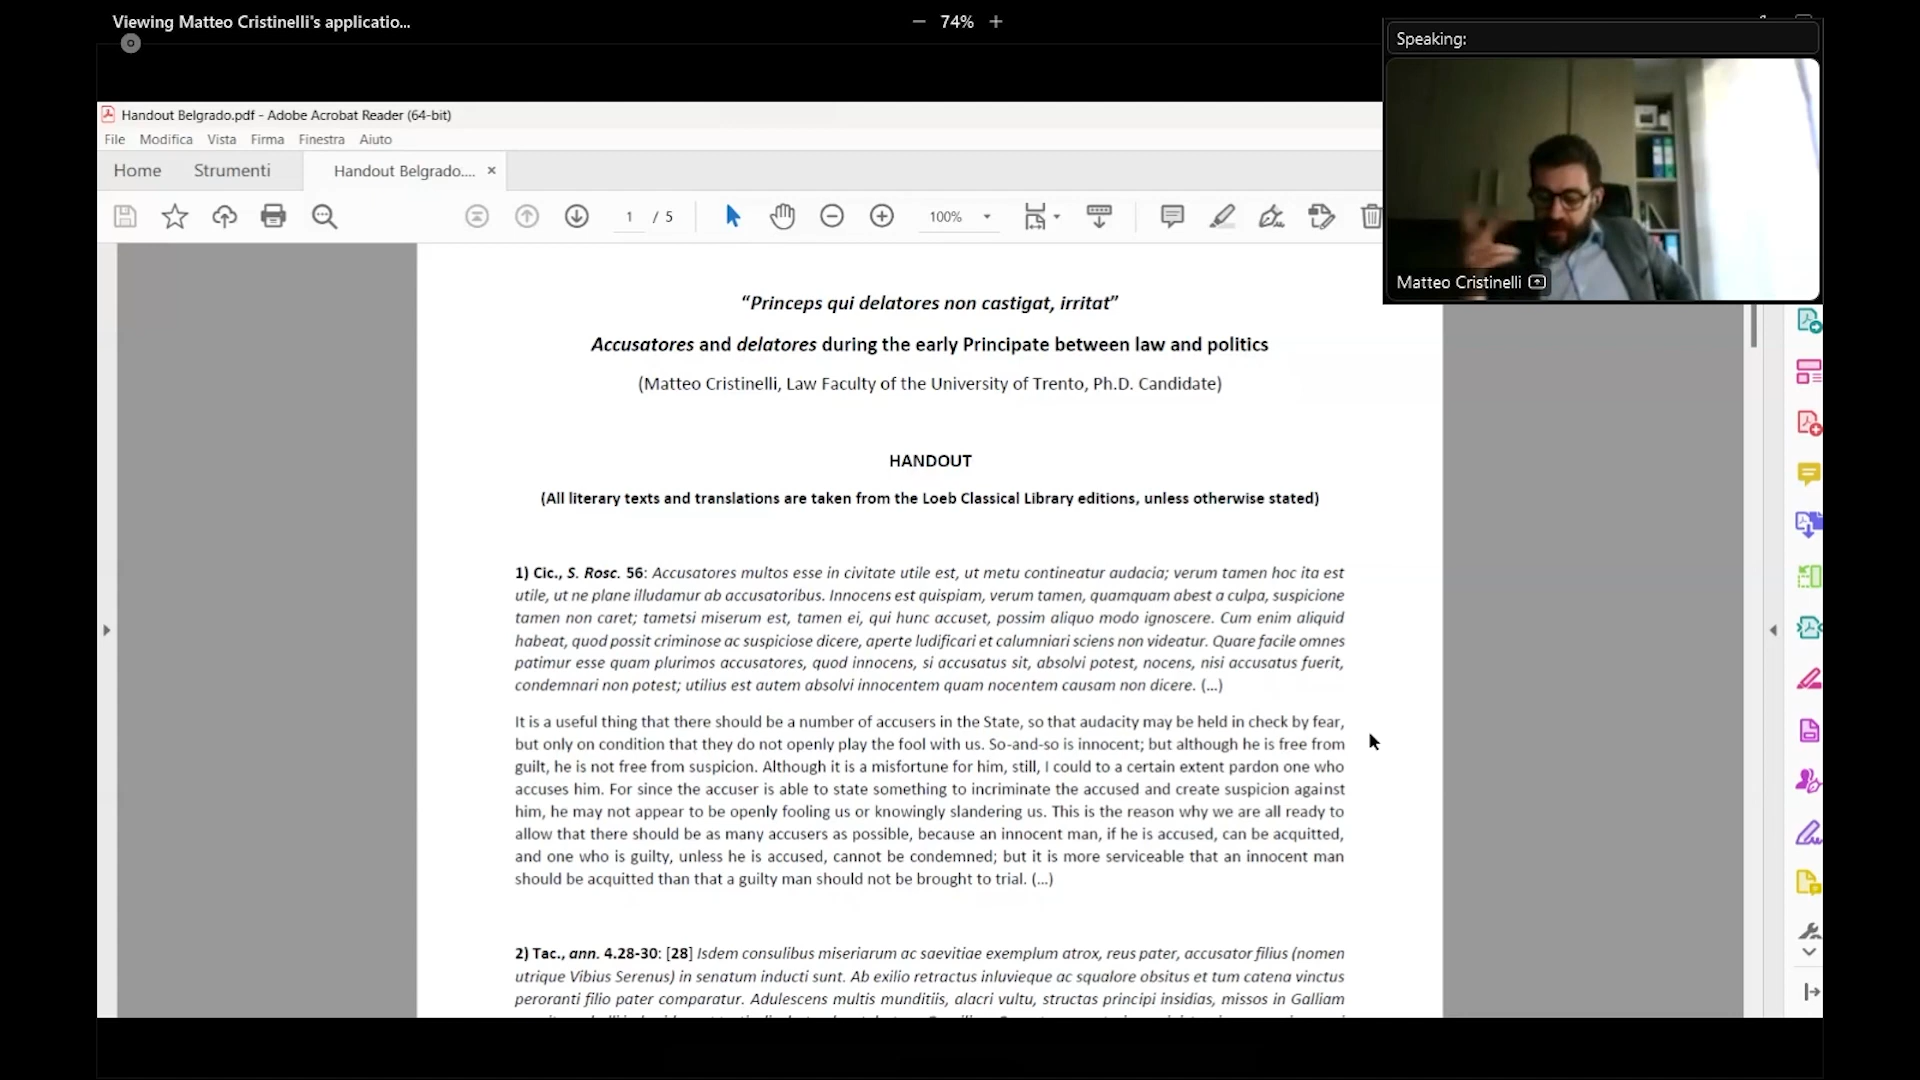 Viewing Matteo Cristinelli's applicatio...
74%
Speaking:
Matteo Cristinelli
Handout Belgrado.pdf - Adobe Acrobat Reader (64-bit)
File Modifica Vista Firma Finestra Aiuto
Home Strumenti Handout Belgrado....
1 / 5 100%
“Princeps qui delatores non castigat, irritat”
Accusatores and delatores during the early Principate between law and politics
(Matteo Cristinelli, Law Faculty of the University of Trento, Ph.D. Candidate)
HANDOUT
(All literary texts and translations are taken from the Loeb Classical Library editions, unless otherwise stated)
1) Cic., S. Rosc. 56: Accusatores multos esse in civitate utile est, ut metu contineatur audacia; verum tamen hoc ita est
utile, ut ne plane illudamur ab accusatoribus. Innocens est quispiam, verum tamen, quamquam abest a culpa, suspicione
tamen non caret; tametsi miserum est, tamen ei, qui hunc accuset, possim aliquo modo ignoscere. Cum enim aliquid
habeat, quod possit criminose ac suspiciose dicere, aperte ludificari et calumniari sciens non videatur. Quare facile omnes
patimur esse quam plurimos accusatores, quod innocens, si accusatus sit, absolvi potest, nocens, nisi accusatus fuerit,
condemnari non potest; utilius est autem absolvi innocentem quam nocentem causam non dicere. (...)
It is a useful thing that there should be a number of accusers in the State, so that audacity may be held in check by fear,
but only on condition that they do not openly play the fool with us. So-and-so is innocent; but although he is free from
guilt, he is not free from suspicion. Although it is a misfortune for him, still, I could to a certain extent pardon one who
accuses him. For since the accuser is able to state something to incriminate the accused and create suspicion against
him, he may not appear to be openly fooling us or knowingly slandering us. This is the reason why we are all ready to
allow that there should be as many accusers as possible, because an innocent man, if he is accused, can be acquitted,
and one who is guilty, unless he is accused, cannot be condemned; but it is more serviceable that an innocent man
should be acquitted than that a guilty man should not be brought to trial. (...)
2) Tac., ann. 4.28-30: [28] Isdem consulibus miseriarum ac saevitiae exemplum atrox, reus pater, accusator filius (nomen
utrique Vibius Serenus) in senatum inducti sunt. Ab exilio retractus inluvieque ac squalore obsitus et tum catena vinctus
peroranti filio pater comparatur. Adulescens multis munditiis, alacri vultu, structas principi insidias, missos in Galliam